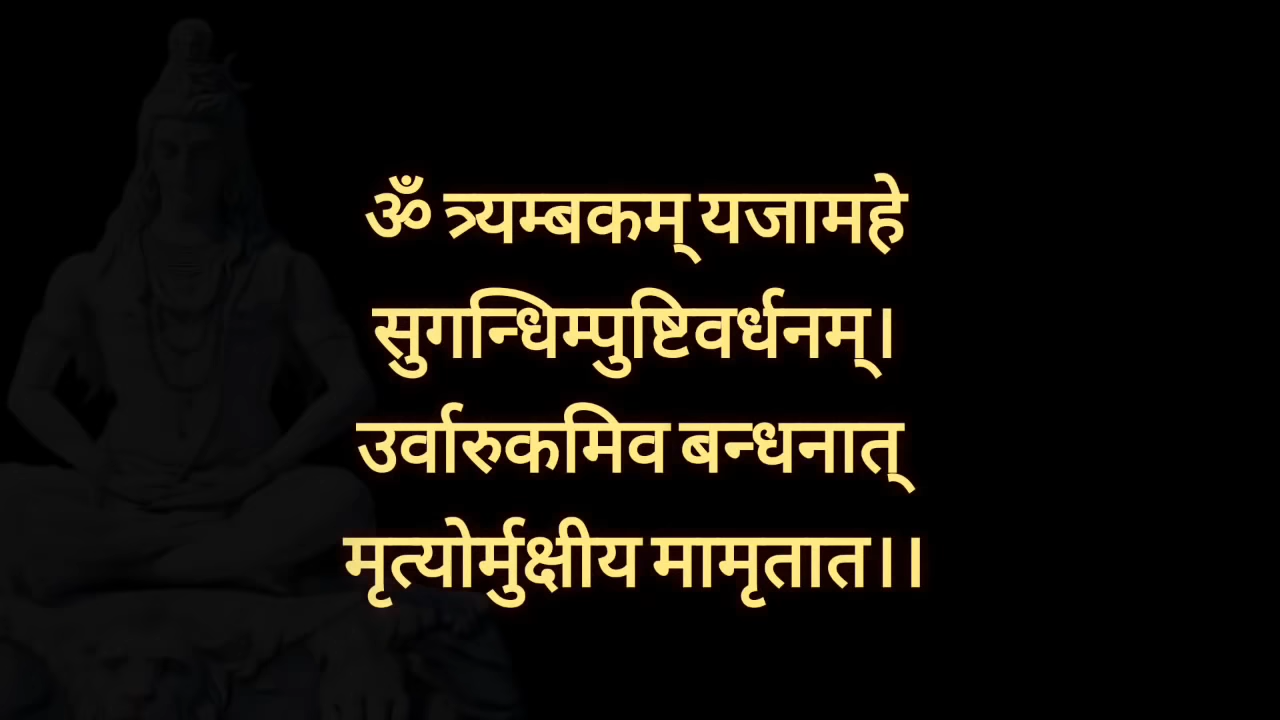 ॐ त्र्यम्बकम् यजामहे
सुगन्धिम्पुष्टिवर्धनम्।
उर्वारुकमिव बन्धनात्
मृत्योर्मुक्षीय मामृतात।।